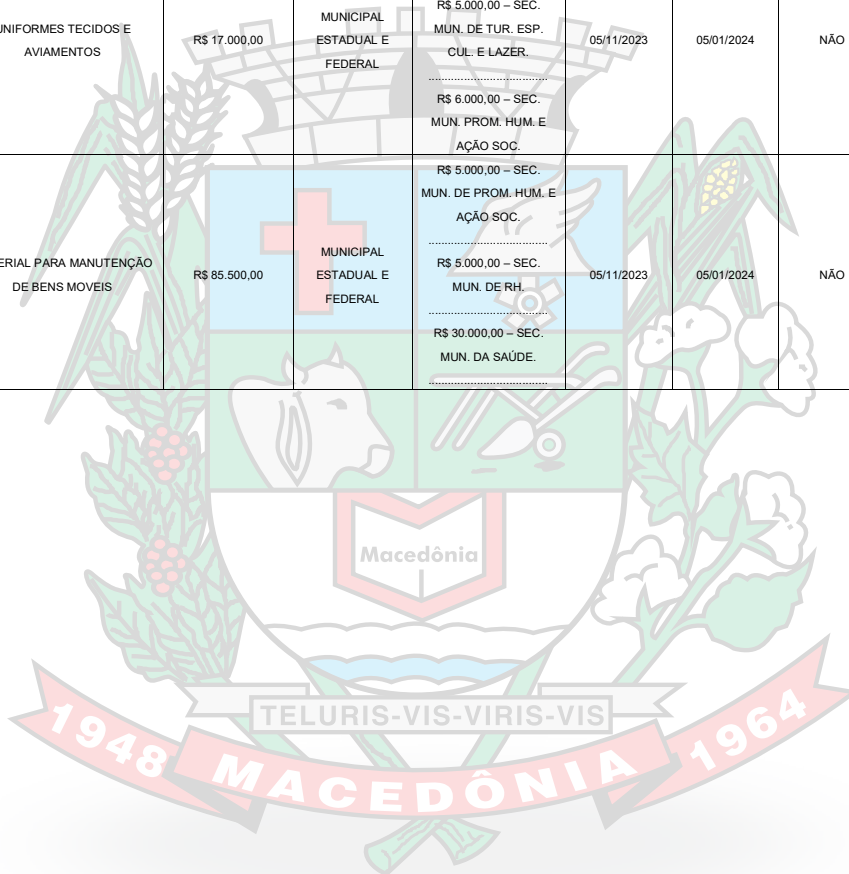 UNIFORMES TECIDOS E
AVIAMENTOS
R$ 17.000,00
MUNICIPAL
ESTADUAL E
FEDERAL
R$ 5.000,00 – SEC.
MUN. DE TUR. ESP.
CUL. E LAZER.
......................................
R$ 6.000,00 – SEC.
MUN. PROM. HUM. E
AÇÃO SOC.
05/11/2023
05/01/2024
NÃO
ERIAL PARA MANUTENÇÃO
DE BENS MOVEIS
R$ 85.500,00
MUNICIPAL
ESTADUAL E
FEDERAL
R$ 5.000,00 – SEC.
MUN. DE PROM. HUM. E
AÇÃO SOC.
......................................
R$ 5.000,00 – SEC.
MUN. DE RH.
......................................
R$ 30.000,00 – SEC.
MUN. DA SAÚDE.
......................................
05/11/2023
05/01/2024
NÃO
Macedônia
TELURIS-VIS-VIRIS-VIS
1948 MACEDÔNIA 1964